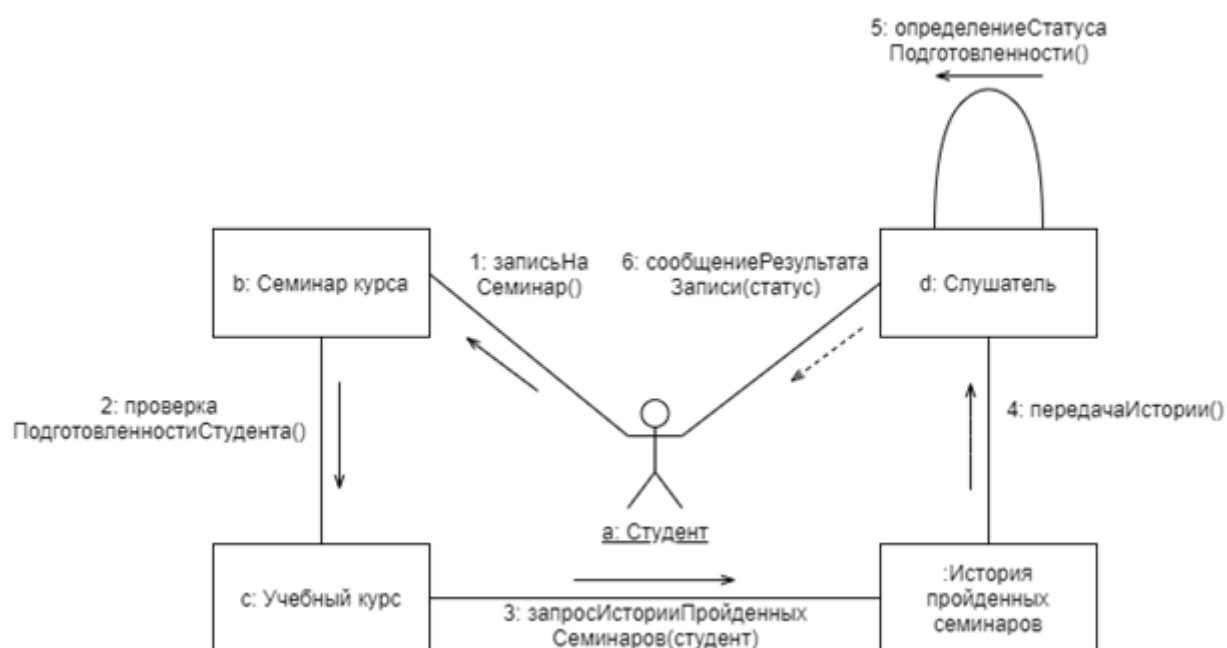 5: определениеСтатуса
Подготовленности()
b: Семинар курса
1: записьНа
Семинар()
6: сообщениеРезультата
Записи(статус)
d: Слушатель
2: проверка
ПодготовленностиСтудента()
4: передачаИстории()
a: Студент
c: Учебный курс
3: запросИсторииПройденных
Семинаров(студент)
:История
пройденных
семинаров